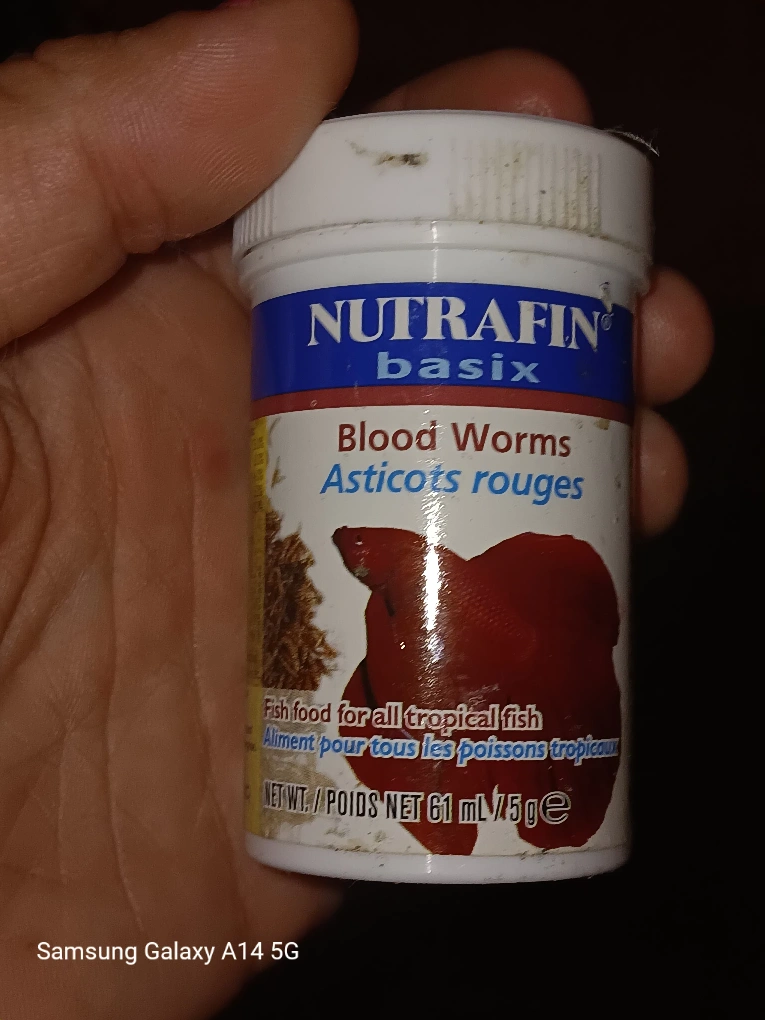 NUTRAFIN®
basix
Blood Worms
Asticots rouges
Fish food for all tropical fish
Aliment pour tous les poissons tropicaux
NET WT. / POIDS NET 61 mL / 5 g e
Samsung Galaxy A14 5G